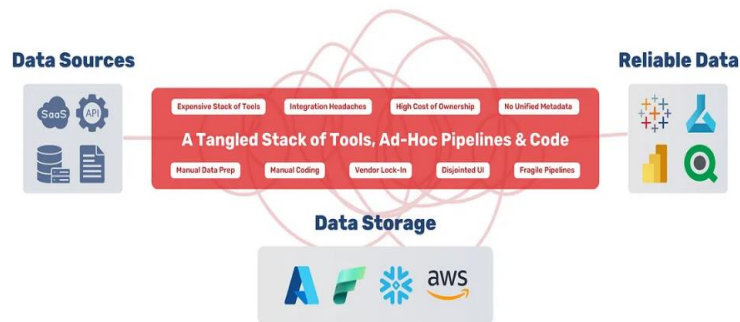 Data Sources
Reliable Data
SaaS
API
Expensive Stack of Tools
Integration Headaches
High Cost of Ownership
No Unified Metadata
A Tangled Stack of Tools, Ad-Hoc Pipelines & Code
Manual Data Prep
Manual Coding
Vendor Lock-In
Disjointed UI
Fragile Pipelines
Data Storage
aws